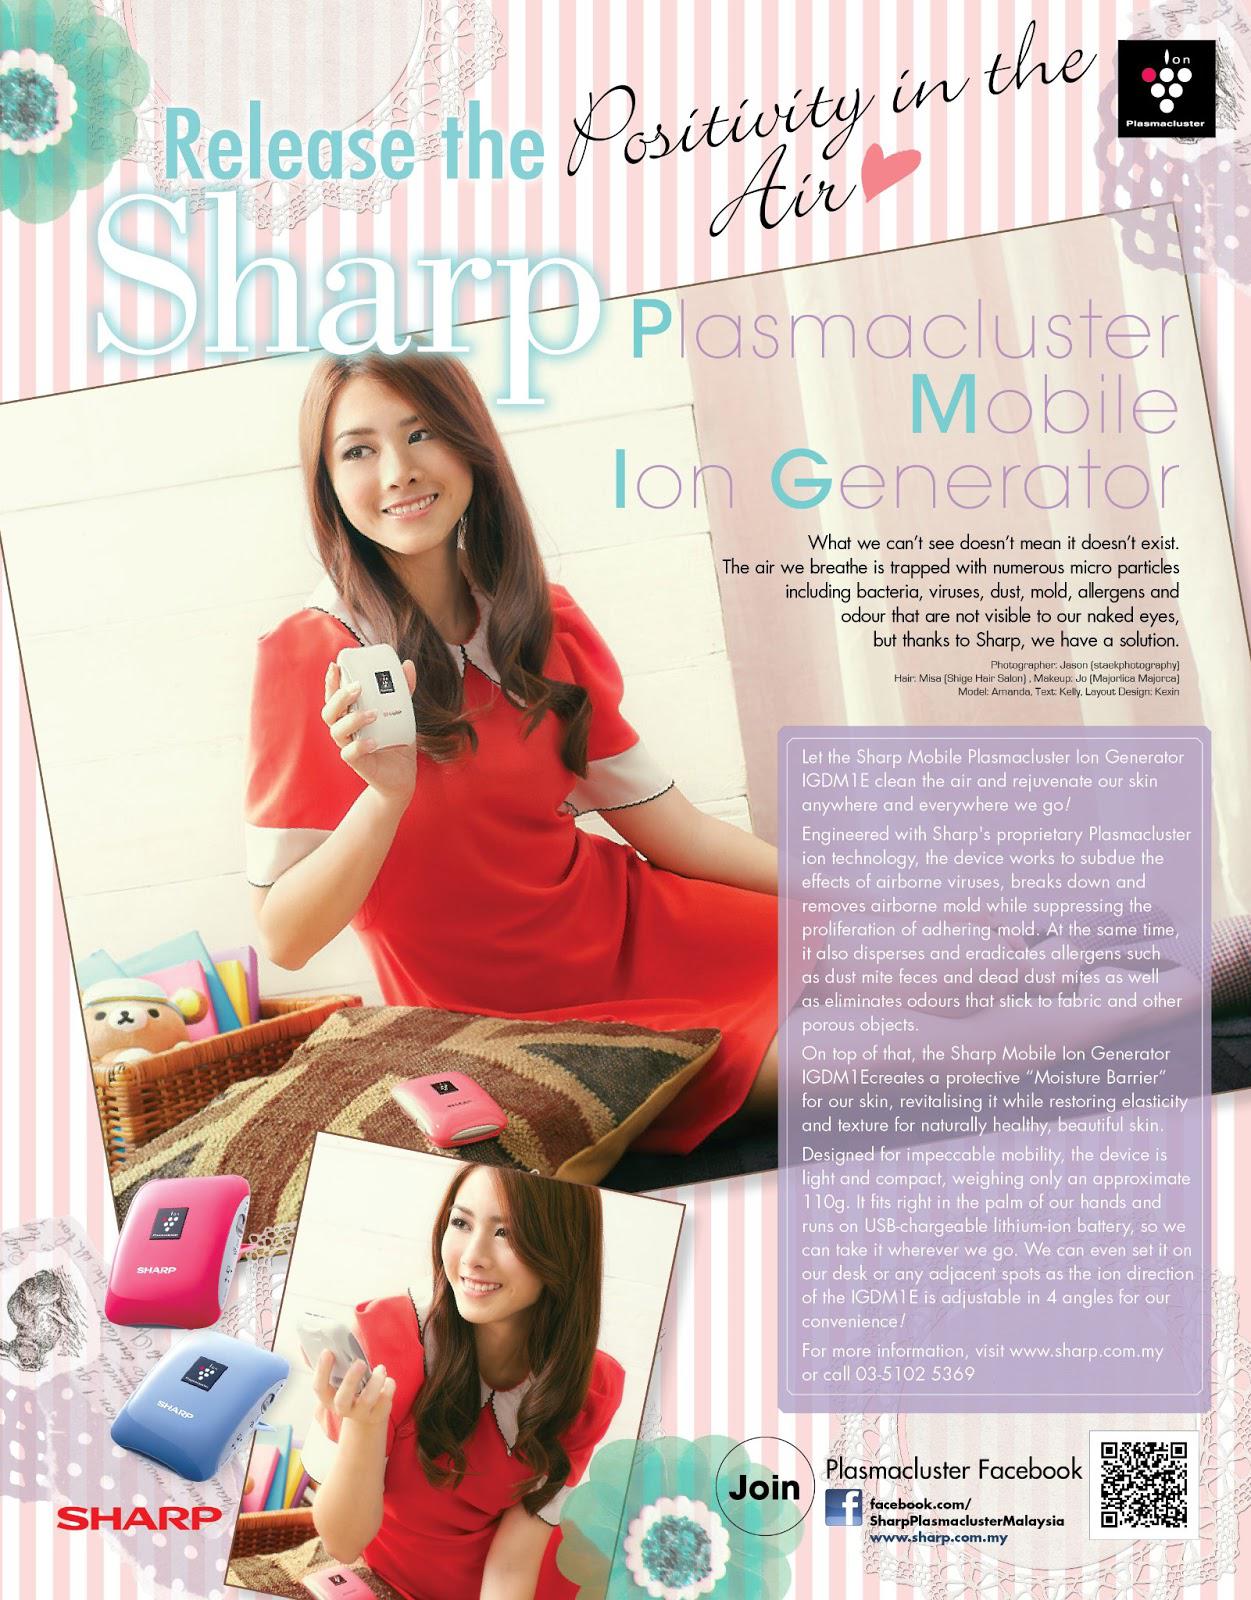 Release the Positivity in the
Air
Ion
Plasmacluster
Sharp
Plasmacluster
Mobile
Ion Generator
What we can't see doesn't mean it doesn't exist.
The air we breathe is trapped with numerous micro particles
including bacteria, viruses, dust, mold, allergens and
odour that are not visible to our naked eyes,
but thanks to Sharp, we have a solution.
Photographer: Jason (staekphotography)
Hair: Misa (Shige Hair Salon) , Makeup: Jo (Majorlica Majorca)
Model: Amanda, Text: Kelly, Layout Design: Kexin
Let the Sharp Mobile Plasmacluster Ion Generator
IGDM1E clean the air and rejuvenate our skin
anywhere and everywhere we go!
Engineered with Sharp's proprietary Plasmacluster
ion technology, the device works to subdue the
effects of airborne viruses, breaks down and
removes airborne mold while suppressing the
proliferation of adhering mold. At the same time,
it also disperses and eradicates allergens such
as dust mite feces and dead dust mites as well
as eliminates odours that stick to fabric and other
porous objects.
On top of that, the Sharp Mobile Ion Generator
IGDM1Ecreates a protective “Moisture Barrier”
for our skin, revitalising it while restoring elasticity
and texture for naturally healthy, beautiful skin.
Designed for impeccable mobility, the device is
light and compact, weighing only an approximate
110g. It fits right in the palm of our hands and
runs on USB-chargeable lithium-ion battery, so we
can take it wherever we go. We can even set it on
our desk or any adjacent spots as the ion direction
of the IGDM1E is adjustable in 4 angles for our
convenience!
For more information, visit www.sharp.com.my
or call 03-5102 5369
SHARP
SHARP
Ion
SHARP
Ion
SHARP
SHARP
Join
Plasmacluster Facebook
f
facebook.com/
SharpPlasmaclusterMalaysia
www.sharp.com.my